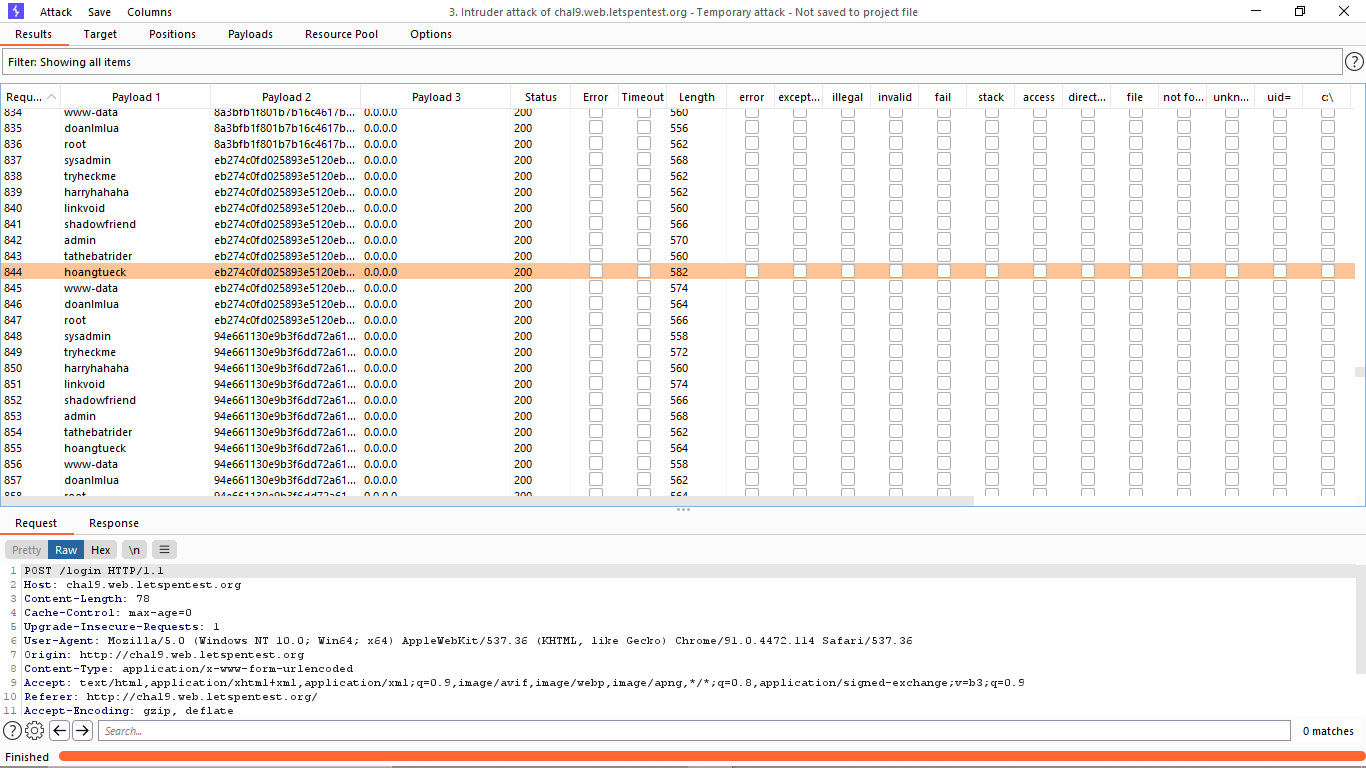 Attack Save Columns 3. Intruder attack of chal9.web.letspentest.org - Temporary attack - Not saved to project file
Results Target Positions Payloads Resource Pool Options
Filter: Showing all items ?
Requ... Payload 1 Payload 2 Payload 3 Status Error Timeout Length error except... illegal invalid fail stack access direct... file not fo... unkn... uid= c:\
834 www-data 8a3bfb1f801b7b16c4617b... 0.0.0.0 200 560
835 doanlmlua 8a3bfb1f801b7b16c4617b... 0.0.0.0 200 556
836 root 8a3bfb1f801b7b16c4617b... 0.0.0.0 200 562
837 sysadmin eb274c0fd025893e5120eb... 0.0.0.0 200 568
838 tryheckme eb274c0fd025893e5120eb... 0.0.0.0 200 562
839 harryhahaha eb274c0fd025893e5120eb... 0.0.0.0 200 562
840 linkvoid eb274c0fd025893e5120eb... 0.0.0.0 200 560
841 shadowfriend eb274c0fd025893e5120eb... 0.0.0.0 200 566
842 admin eb274c0fd025893e5120eb... 0.0.0.0 200 570
843 tathebatrider eb274c0fd025893e5120eb... 0.0.0.0 200 560
844 hoangtueck eb274c0fd025893e5120eb... 0.0.0.0 200 582
845 www-data eb274c0fd025893e5120eb... 0.0.0.0 200 574
846 doanlmlua eb274c0fd025893e5120eb... 0.0.0.0 200 564
847 root eb274c0fd025893e5120eb... 0.0.0.0 200 566
848 sysadmin 94e661130e9b3f6dd72a61... 0.0.0.0 200 558
849 tryheckme 94e661130e9b3f6dd72a61... 0.0.0.0 200 572
850 harryhahaha 94e661130e9b3f6dd72a61... 0.0.0.0 200 560
851 linkvoid 94e661130e9b3f6dd72a61... 0.0.0.0 200 574
852 shadowfriend 94e661130e9b3f6dd72a61... 0.0.0.0 200 566
853 admin 94e661130e9b3f6dd72a61... 0.0.0.0 200 568
854 tathebatrider 94e661130e9b3f6dd72a61... 0.0.0.0 200 562
855 hoangtueck 94e661130e9b3f6dd72a61... 0.0.0.0 200 564
856 www-data 94e661130e9b3f6dd72a61... 0.0.0.0 200 558
857 doanlmlua 94e661130e9b3f6dd72a61... 0.0.0.0 200 562
858 root 94e661130e9b3f6dd72a61... 0.0.0.0 200 564
Request Response
Pretty Raw Hex \n
1 POST /login HTTP/1.1
2 Host: chal9.web.letspentest.org
3 Content-Length: 78
4 Cache-Control: max-age=0
5 Upgrade-Insecure-Requests: 1
6 User-Agent: Mozilla/5.0 (Windows NT 10.0; Win64; x64) AppleWebKit/537.36 (KHTML, like Gecko) Chrome/91.0.4472.114 Safari/537.36
7 Origin: http://chal9.web.letspentest.org
8 Content-Type: application/x-www-form-urlencoded
9 Accept: text/html,application/xhtml+xml,application/xml;q=0.9,image/avif,image/webp,image/apng,*/*;q=0.8,application/signed-exchange;v=b3;q=0.9
10 Referer: http://chal9.web.letspentest.org/
11 Accept-Encoding: gzip, deflate
? Search... 0 matches
Finished